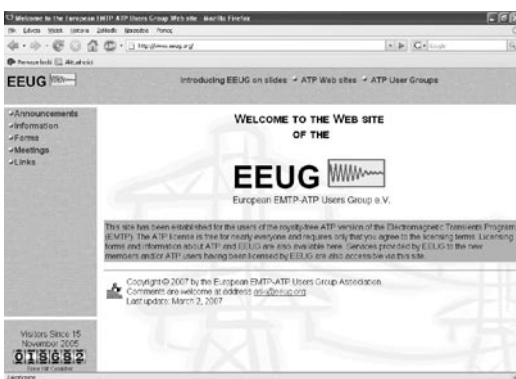 Welcome to the European EMTP-ATP Users Group Web site - Mozilla Firefox
http://www.eeug.org/
EEUG
Introducing EEUG on slides ATP Web sites ATP User Groups
Announcements
Information
Forms
Meetings
Links
WELCOME TO THE WEB SITE
OF THE
EEUG
European EMTP-ATP Users Group e.V.
This site has been established for the users of the royalty-free ATP version of the Electromagnetic Transients Program
(EMTP). The ATP license is free for nearly everyone and requires only that you agree to the licensing terms. Licensing
forms and information about ATP and EEUG are also available here. Services provided by EEUG to the new
members and/or ATP users having been licensed by EEUG are also accessible via this site.
Copyright © 2007 by the European EMTP-ATP Users Group Association.
Comments are welcome at address
Last update: March 2, 2007
Visitors Since 15
November 2005